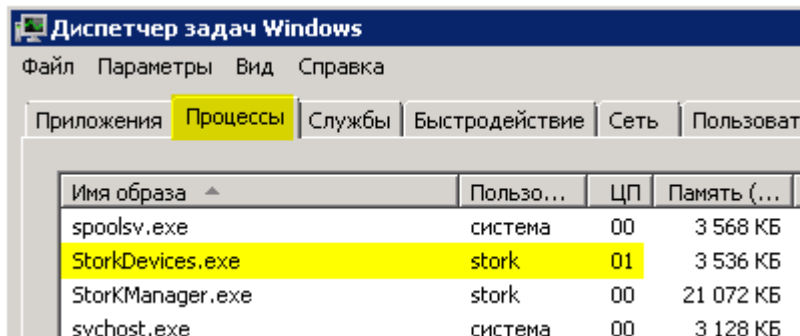 Диспетчер задач Windows
Файл Параметры Вид Справка
Приложения Процессы Службы Быстродействие Сеть Пользоват
Имя образа Пользо... ЦП Память (...
spoolsv.exe система 00 3 568 КБ
StorkDevices.exe stork 01 3 536 КБ
StorKManager.exe stork 00 21 072 КБ
svchost.exe система 00 3 128 КБ